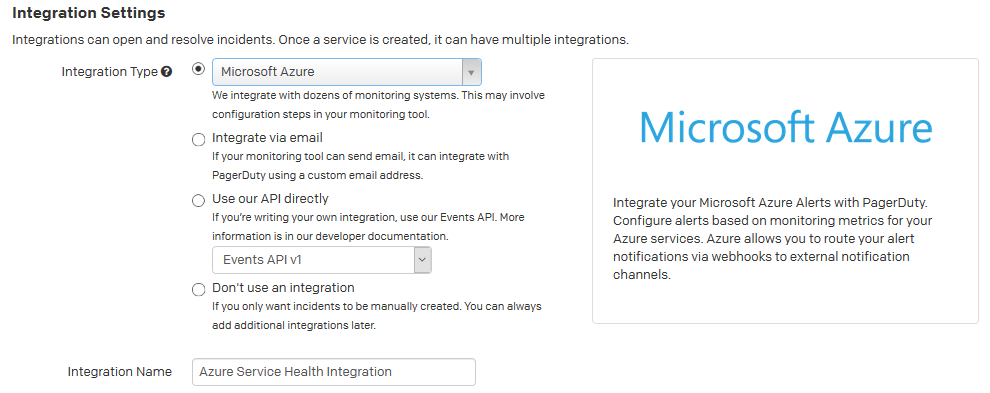 Integration Settings
Integrations can open and resolve incidents. Once a service is created, it can have multiple integrations.
Integration Type ?
Microsoft Azure
We integrate with dozens of monitoring systems. This may involve
configuration steps in your monitoring tool.
Integrate via email
If your monitoring tool can send email, it can integrate with
PagerDuty using a custom email address.
Use our API directly
If you're writing your own integration, use our Events API. More
information is in our developer documentation.
Events API v1
Don't use an integration
If you only want incidents to be manually created. You can always
add additional integrations later.
Microsoft Azure
Integrate your Microsoft Azure Alerts with PagerDuty.
Configure alerts based on monitoring metrics for your
Azure services. Azure allows you to route your alert
notifications via webhooks to external notification
channels.
Integration Name
Azure Service Health Integration